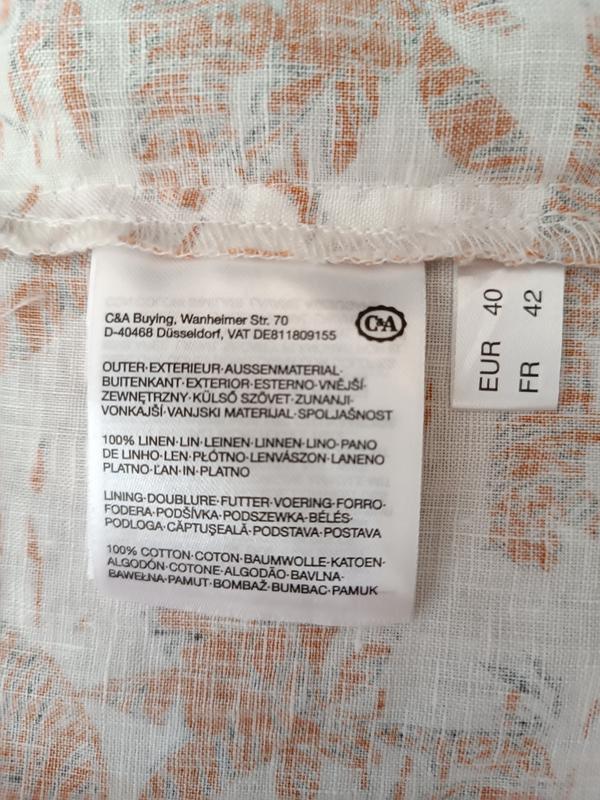 C&A Buying, Wanheimer Str. 70
D-40468 Düsseldorf, VAT DE811809155
C&A
OUTER·EXTERIEUR·AUSSENMATERIAL·
BUITENKANT·EXTERIOR·ESTERNO·VNĚJŠÍ·
ZEWNĘTRZNY·KÜLSŐ SZÖVET·ZUNANJI·
VONKAJŠÍ·VANJSKI MATERIJAL·SPOLJAŠNOST
100% LINEN·LIN·LEINEN·LINNEN·LINO·PANO
DE LINHO·LEN·PŁÓTNO·LENVÁSZON·LANENO
PLATNO·ĽAN·IN·PLATNO
LINING·DOUBLURE·FUTTER·VOERING·FORRO·
FODERA·PODŠÍVKA·PODSZEWKA·BÉLÉS·
PODLOGA·CĂPTUŞEALĂ·PODSTAVA·POSTAVA
100% COTTON·COTON·BAUMWOLLE·KATOEN·
ALGODÓN·COTONE·ALGODÃO·BAVLNA·
BAWEŁNA·PAMUT·BOMBAŽ·BUMBAC·PAMUK
EUR 40
FR 42